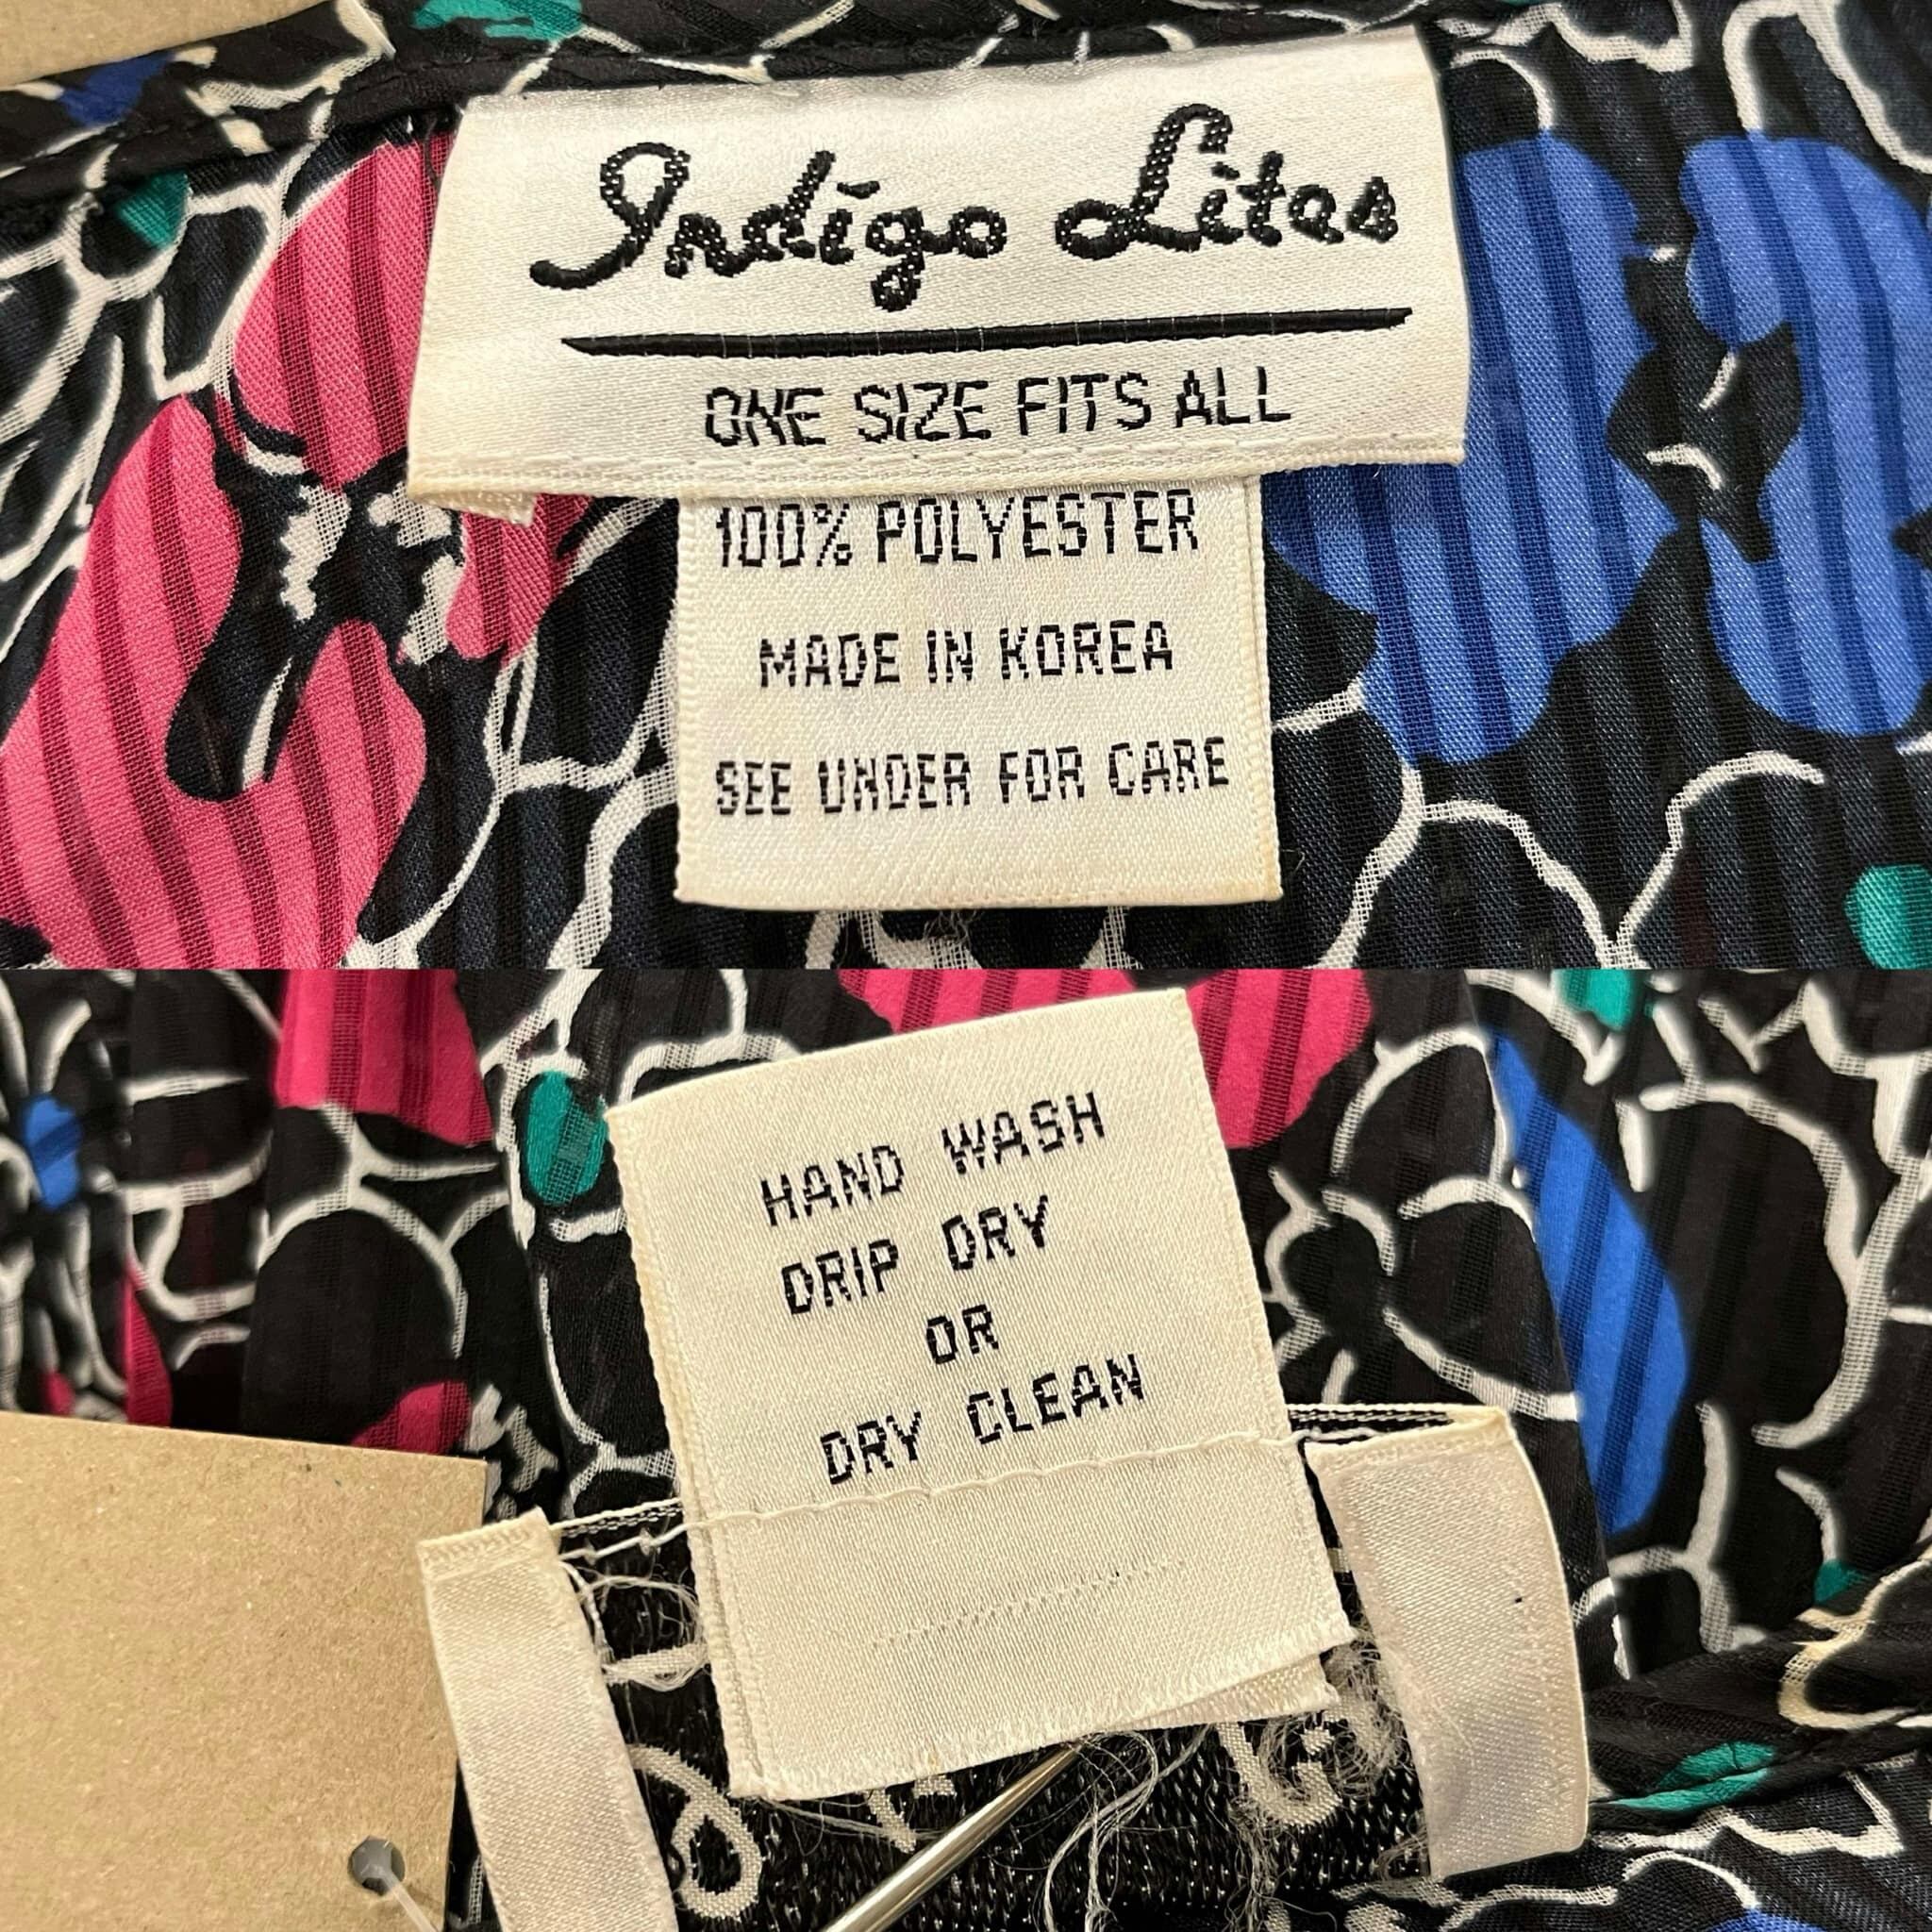 Indigo Lites
ONE SIZE FITS ALL
100% POLYESTER
MADE IN KOREA
SEE UNDER FOR CARE
HAND WASH
DRIP DRY
OR
DRY CLEAN